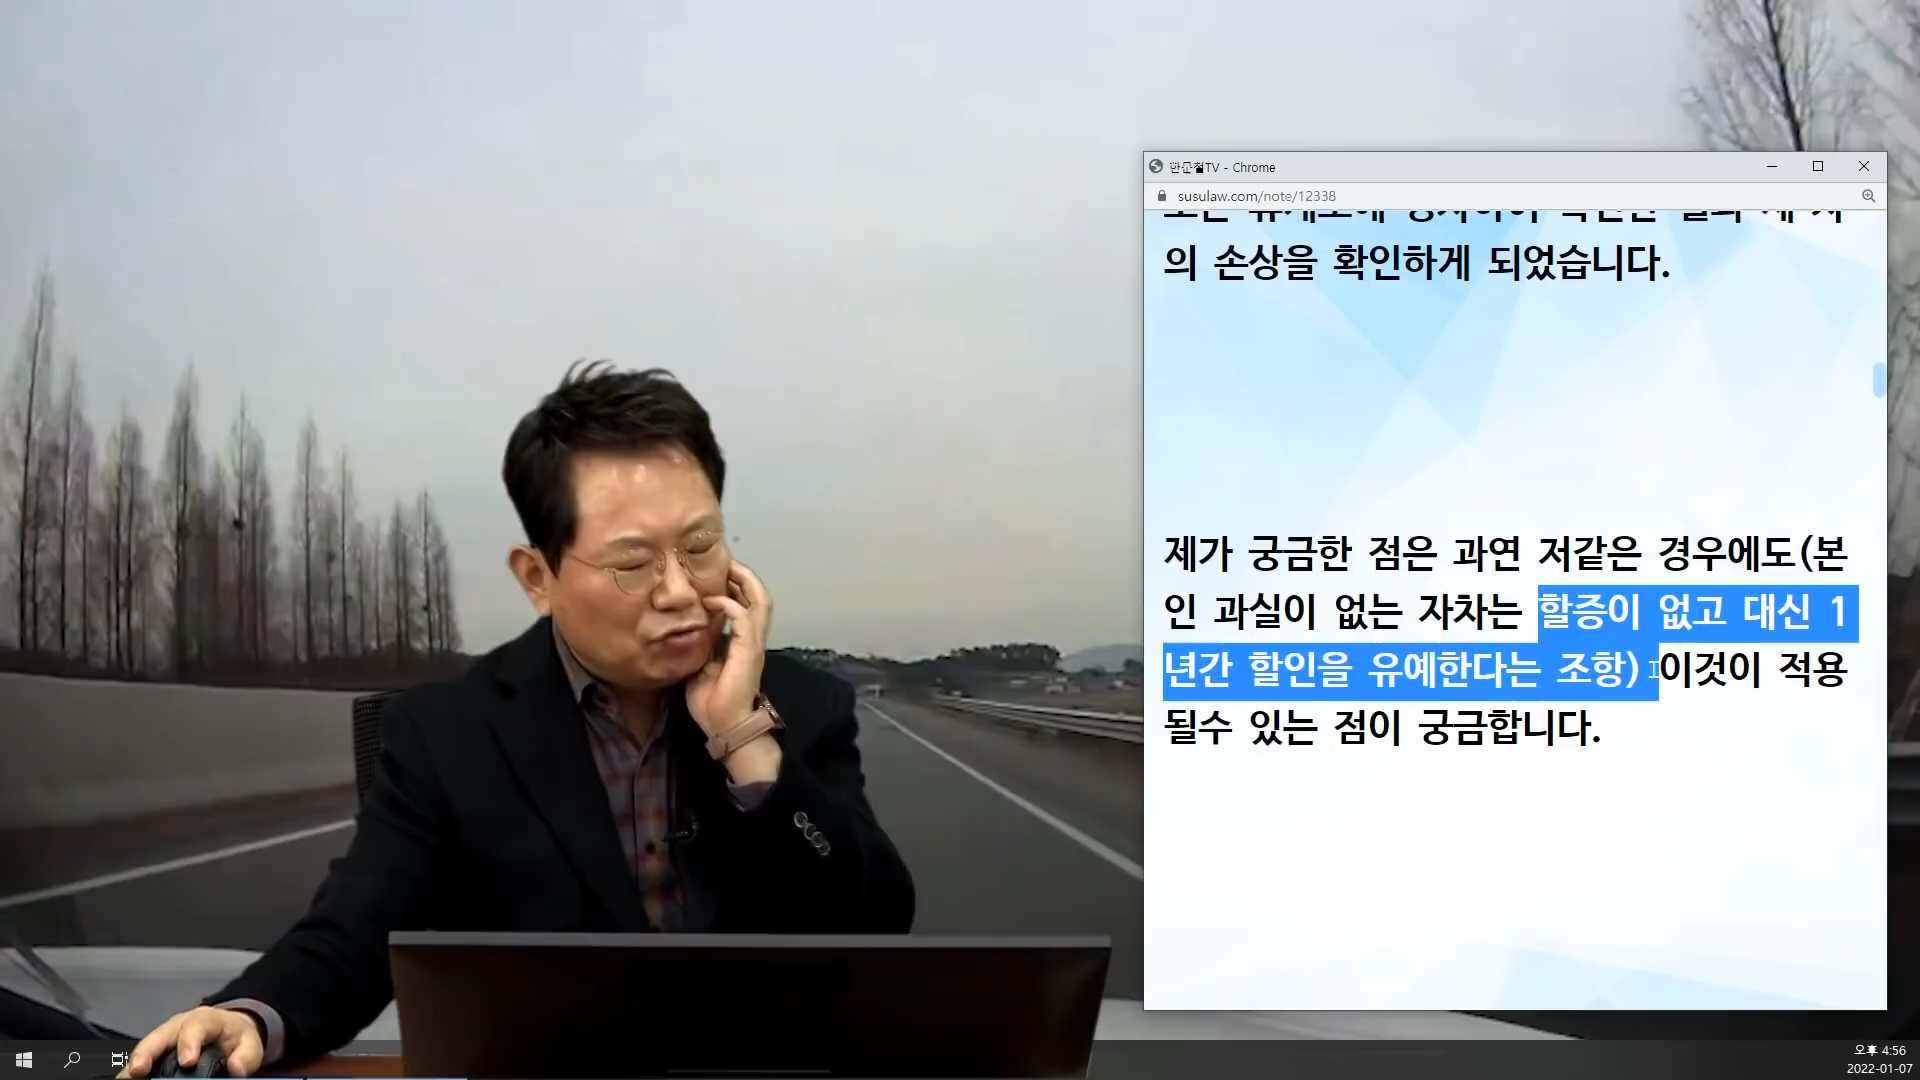 한문철TV - Chrome
susulaw.com/note/12338
의 손상을 확인하게 되었습니다.
제가 궁금한 점은 과연 저같은 경우에도(본
인 과실이 없는 자차는 할증이 없고 대신 1
년간 할인을 유예한다는 조항) 이것이 적용
될수 있는 점이 궁금합니다.
오후 4:56
2022-01-07